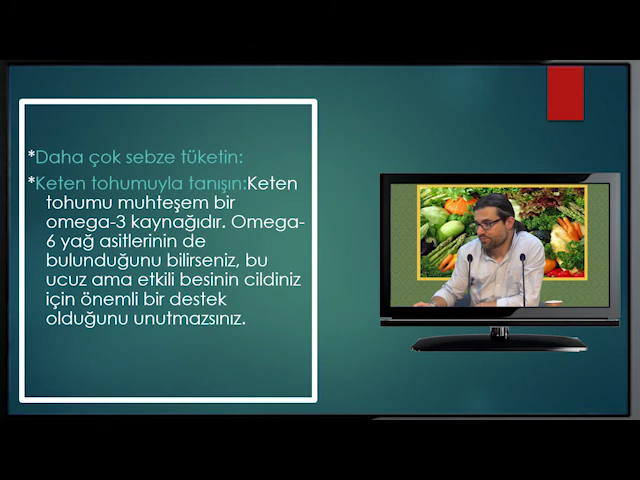 *Daha çok sebze tüketin:
*Keten tohumuyla tanışın:Keten
tohumu muhteşem bir
omega-3 kaynağıdır. Omega-
6 yağ asitlerinin de
bulunduğunu bilirseniz, bu
ucuz ama etkili besinin cildiniz
için önemli bir destek
olduğunu unutmazsınız.